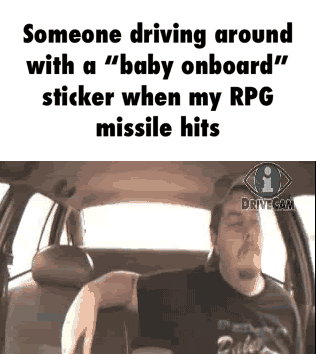 Someone driving around
with a “baby onboard”
sticker when my RPG
missile hits
DRIVECAM